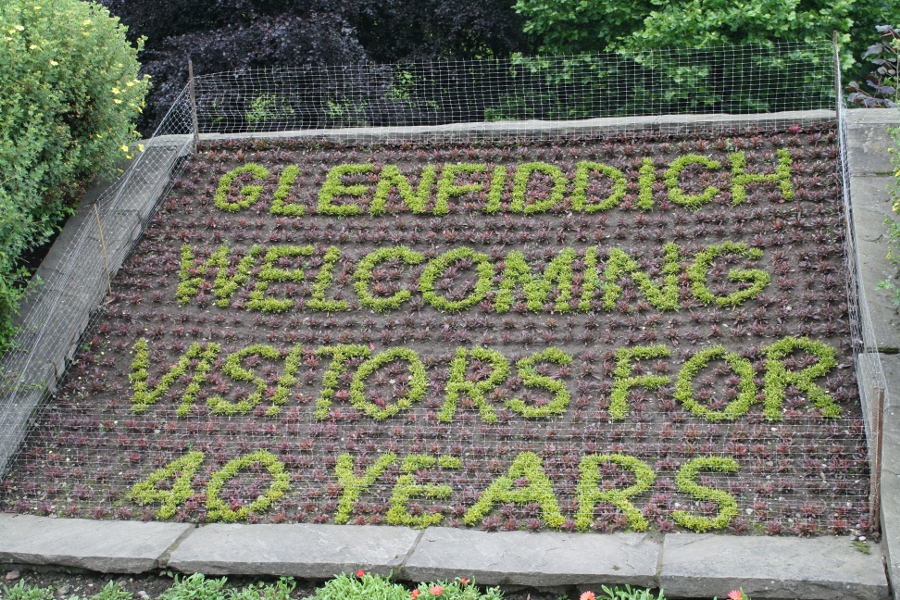 GLENFIDDICH
WELCOMING
VISITORS FOR
40 YEARS